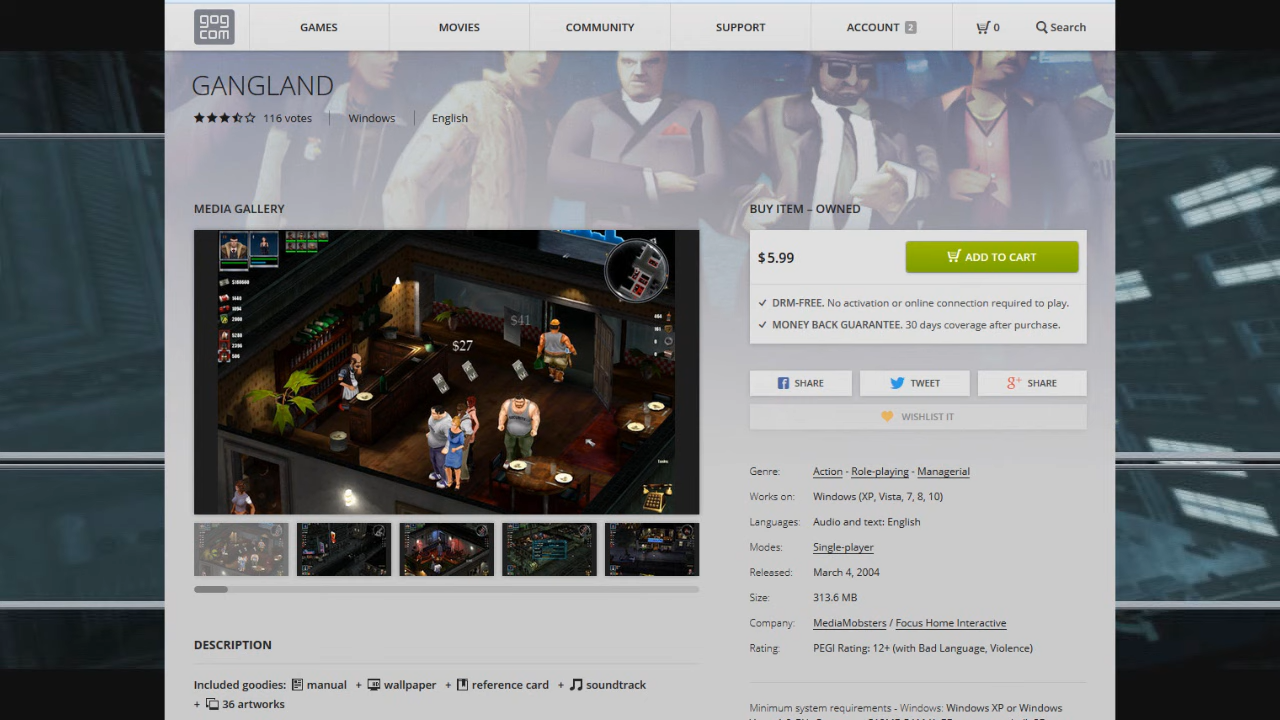 gog
com
GAMES
MOVIES
COMMUNITY
SUPPORT
ACCOUNT 2
0
Search
GANGLAND
116 votes
Windows
English
MEDIA GALLERY
$41
$27
BUY ITEM – OWNED
$ 5.99
ADD TO CART
DRM-FREE. No activation or online connection required to play.
MONEY BACK GUARANTEE. 30 days coverage after purchase.
SHARE
TWEET
g+ SHARE
WISHLIST IT
Genre: Action - Role-playing - Managerial
Works on: Windows (XP, Vista, 7, 8, 10)
Languages: Audio and text: English
Modes: Single-player
Released: March 4, 2004
Size: 313.6 MB
Company: MediaMobsters / Focus Home Interactive
Rating: PEGI Rating: 12+ (with Bad Language, Violence)
DESCRIPTION
Included goodies: manual + wallpaper + reference card + soundtrack
+ 36 artworks
Minimum system requirements - Windows: Windows XP or Windows